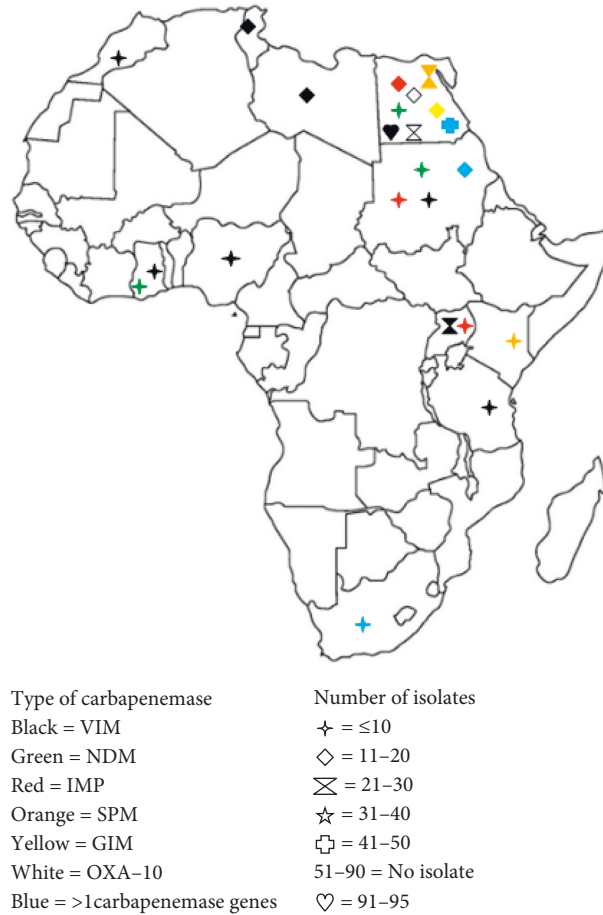 Type of carbapenemase
Black = VIM
Green = NDM
Red = IMP
Orange = SPM
Yellow = GIM
White = OXA–10
Blue = >1carbapenemase genes
Number of isolates
= ≤10
= 11–20
= 21–30
= 31–40
= 41–50
51–90 = No isolate
= 91–95